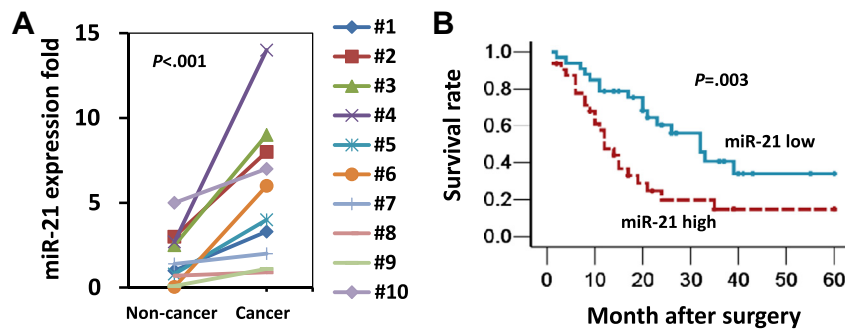 A
miR-21 expression fold
15
10
5
0
P<.001
Non-cancer
Cancer
#1
#2
#3
#4
#5
#6
#7
#8
#9
#10
B
Survival rate
1.0
0.8
0.6
0.4
0.2
0.0
P=.003
miR-21 low
miR-21 high
0 10 20 30 40 50 60
Month after surgery